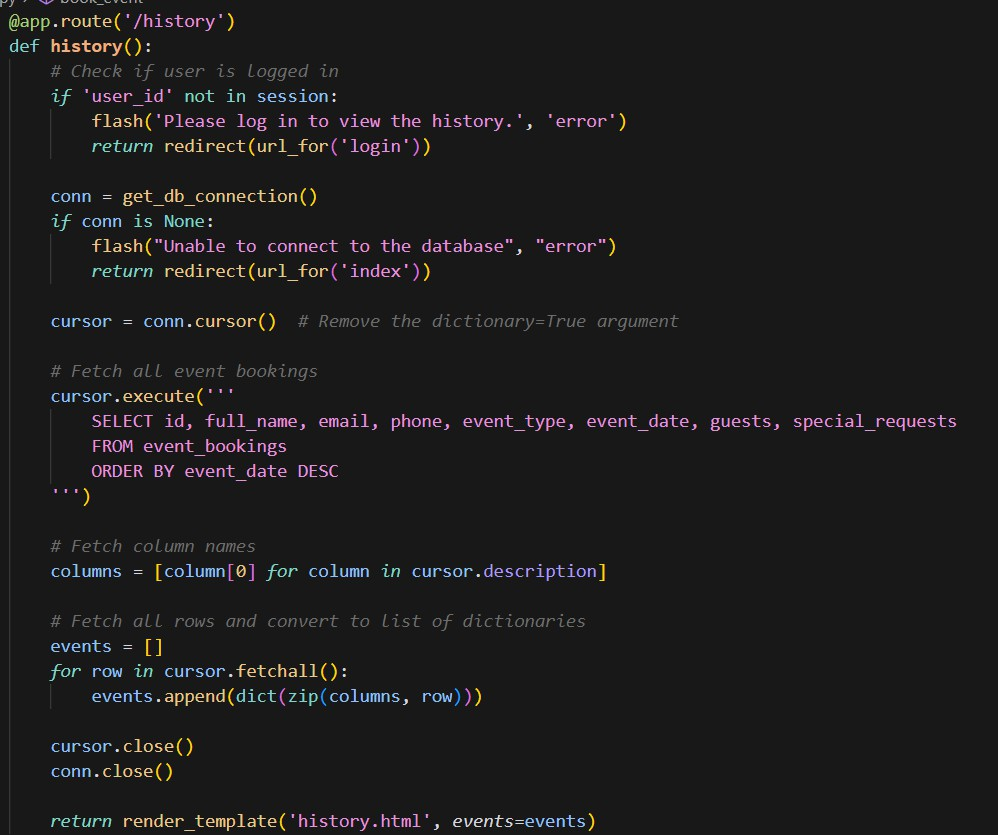 py
book_event
@app.route('/history')
def history():
    # Check if user is logged in
    if 'user_id' not in session:
        flash('Please log in to view the history.', 'error')
        return redirect(url_for('login'))

    conn = get_db_connection()
    if conn is None:
        flash("Unable to connect to the database", "error")
        return redirect(url_for('index'))

    cursor = conn.cursor()  # Remove the dictionary=True argument

    # Fetch all event bookings
    cursor.execute('''
        SELECT id, full_name, email, phone, event_type, event_date, guests, special_requests
        FROM event_bookings
        ORDER BY event_date DESC
    ''')

    # Fetch column names
    columns = [column[0] for column in cursor.description]

    # Fetch all rows and convert to list of dictionaries
    events = []
    for row in cursor.fetchall():
        events.append(dict(zip(columns, row)))

    cursor.close()
    conn.close()

    return render_template('history.html', events=events)